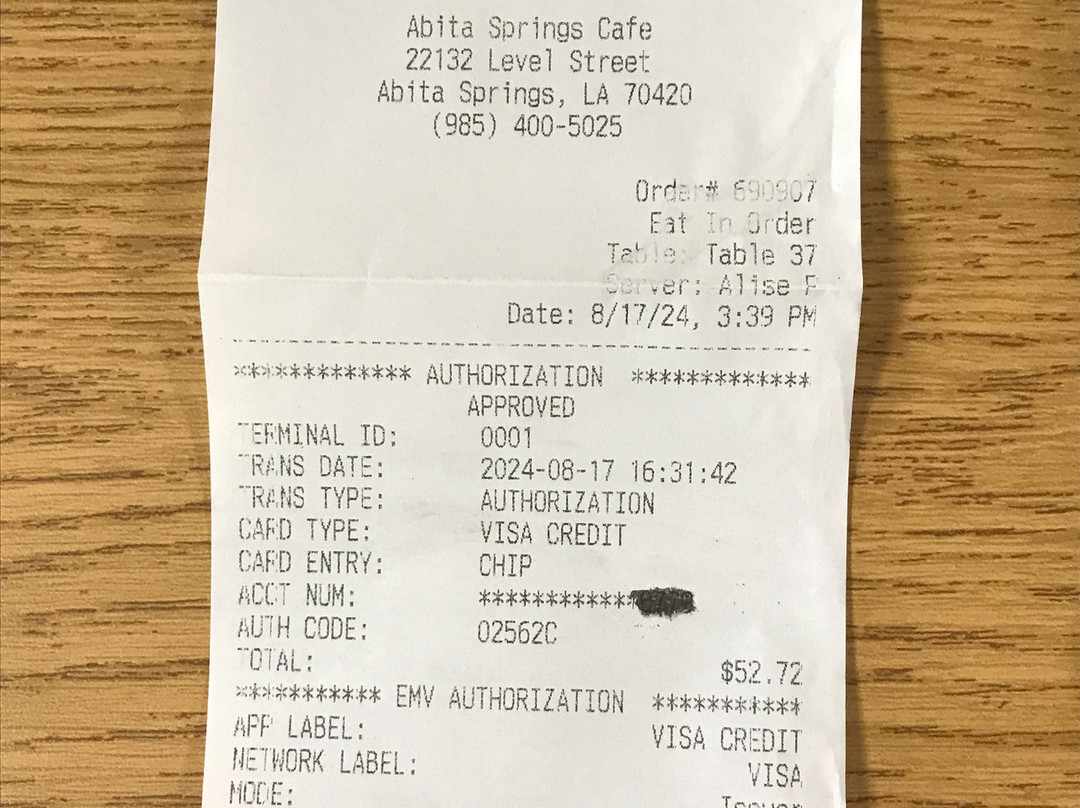 Abita Springs Cafe
22132 Level Street
Abita Springs, LA 70420
(985) 400-5025
Order# 690907
Eat In Order
Table: Table 37
Server: Alise P
Date: 8/17/24, 3:39 PM
************** AUTHORIZATION **************
APPROVED
TERMINAL ID: 0001
TRANS DATE: 2024-08-17 16:31:42
TRANS TYPE: AUTHORIZATION
CARD TYPE: VISA CREDIT
CARD ENTRY: CHIP
ACCT NUM: ************
AUTH CODE: 02562C
TOTAL: $52.72
*********** EMV AUTHORIZATION ***********
APP LABEL: VISA CREDIT
NETWORK LABEL: VISA
MODE: Issuer